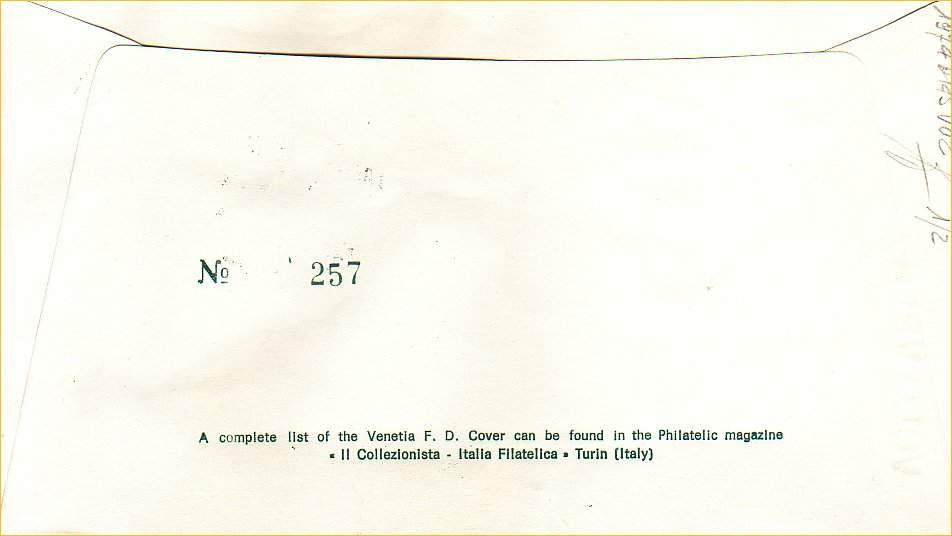 No 257
A complete list of the Venetia F. D. Cover can be found in the Philatelic magazine
« Il Collezionista - Italia Filatelica » Turin (Italy)